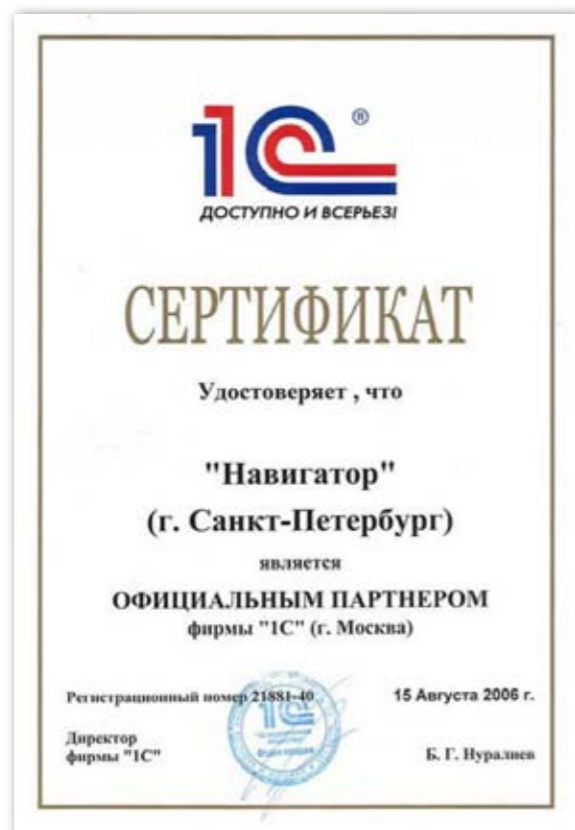 1С®
ДОСТУПНО И ВСЕРЬЕЗ!
СЕРТИФИКАТ
Удостоверяет , что
"Навигатор"
(г. Санкт-Петербург)
является
ОФИЦИАЛЬНЫМ ПАРТНЕРОМ
фирмы "1С" (г. Москва)
Регистрационный номер 21881-40
15 Августа 2006 г.
Директор
фирмы "1С"
Б. Г. Нуралиев
1С